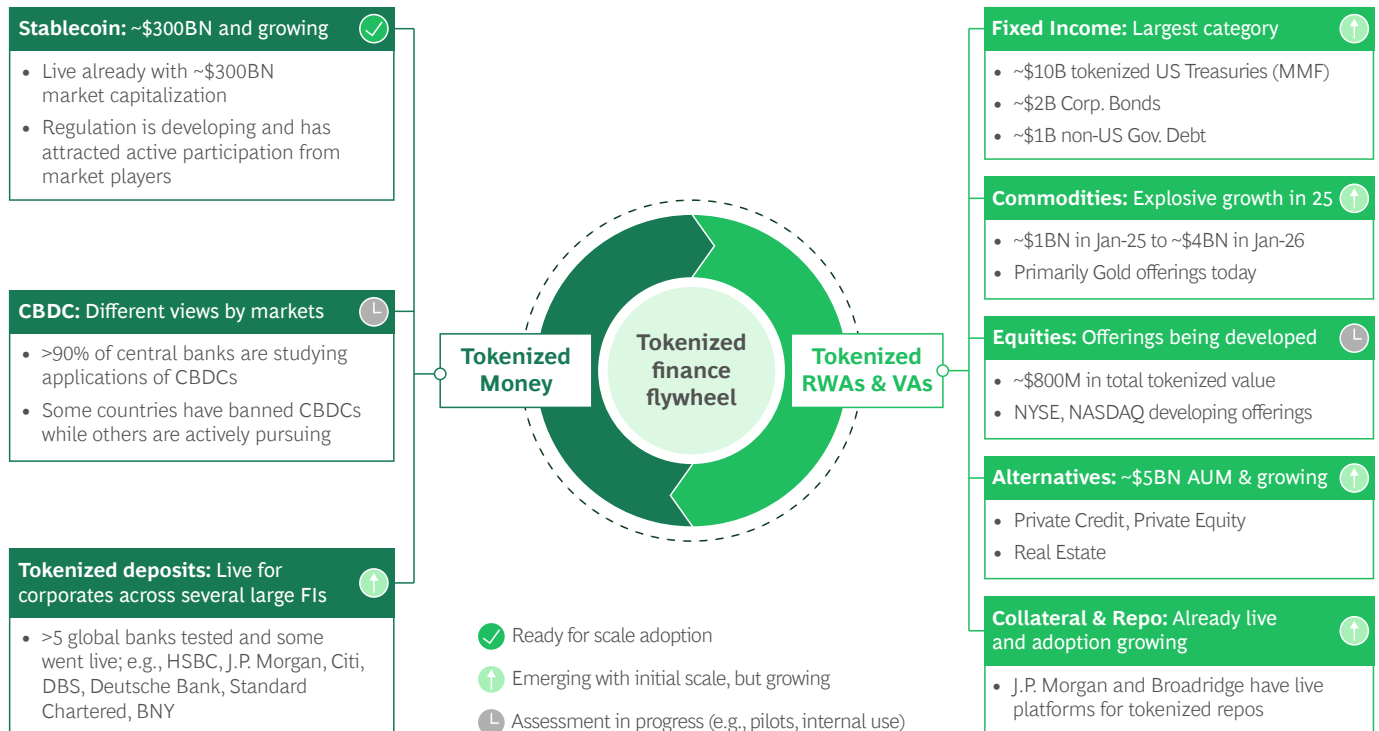 Stablecoin: ~$300BN and growing
• Live already with ~$300BN
market capitalization
• Regulation is developing and has
attracted active participation from
market players
CBDC: Different views by markets
• >90% of central banks are studying
applications of CBDCs
• Some countries have banned CBDCs
while others are actively pursuing
Tokenized deposits: Live for
corporates across several large FIs
• >5 global banks tested and some
went live; e.g., HSBC, J.P. Morgan, Citi,
DBS, Deutsche Bank, Standard
Chartered, BNY
Tokenized
Money
Tokenized
finance
flywheel
Tokenized
RWAs & VAs
Ready for scale adoption
Emerging with initial scale, but growing
Assessment in progress (e.g., pilots, internal use)
Fixed Income: Largest category
• ~$10B tokenized US Treasuries (MMF)
• ~$2B Corp. Bonds
• ~$1B non-US Gov. Debt
Commodities: Explosive growth in 25
• ~$1BN in Jan-25 to ~$4BN in Jan-26
• Primarily Gold offerings today
Equities: Offerings being developed
• ~$800M in total tokenized value
• NYSE, NASDAQ developing offerings
Alternatives: ~$5BN AUM & growing
• Private Credit, Private Equity
• Real Estate
Collateral & Repo: Already live
and adoption growing
• J.P. Morgan and Broadridge have live
platforms for tokenized repos